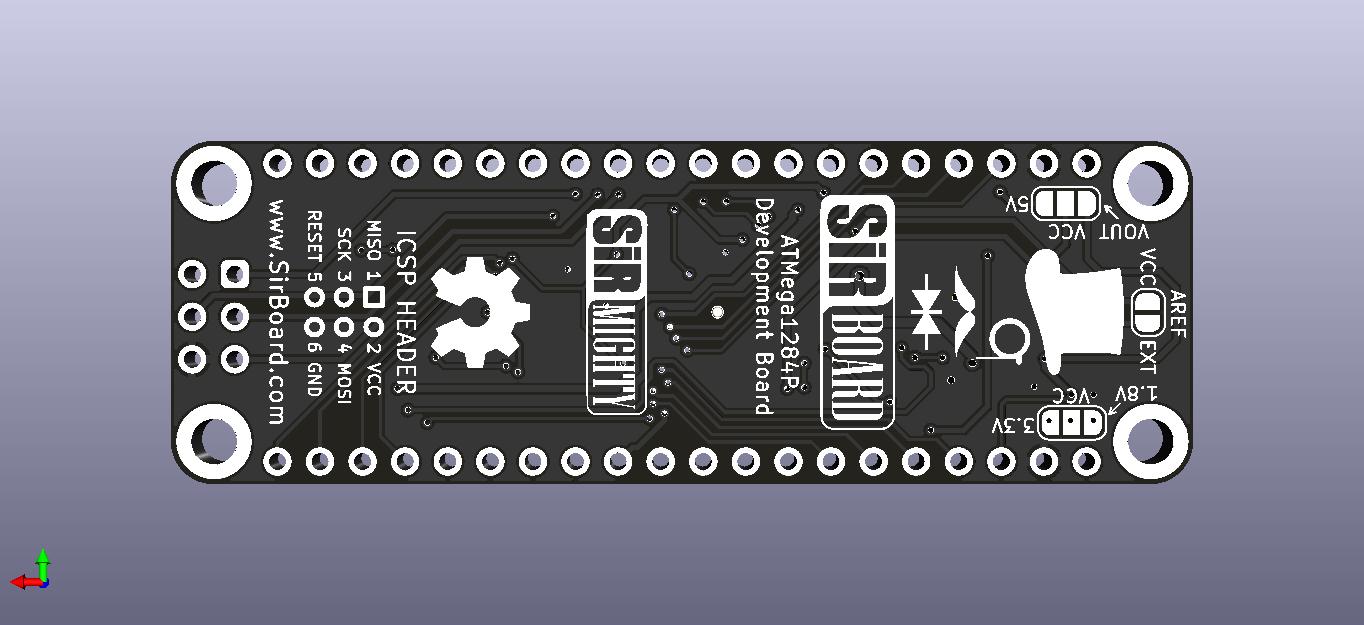 www.SirBoard.com
RESET 5 6 GND
SCK 3 4 MOSI
MISO 1 2 VCC
ICSP HEADER
SiR
MIGHTY
Development Board
ATMega1284P
SiR
BOARD
5V
VCC
VOUT
VCC
AREF
EXT
1.8V
VCC
3.3V